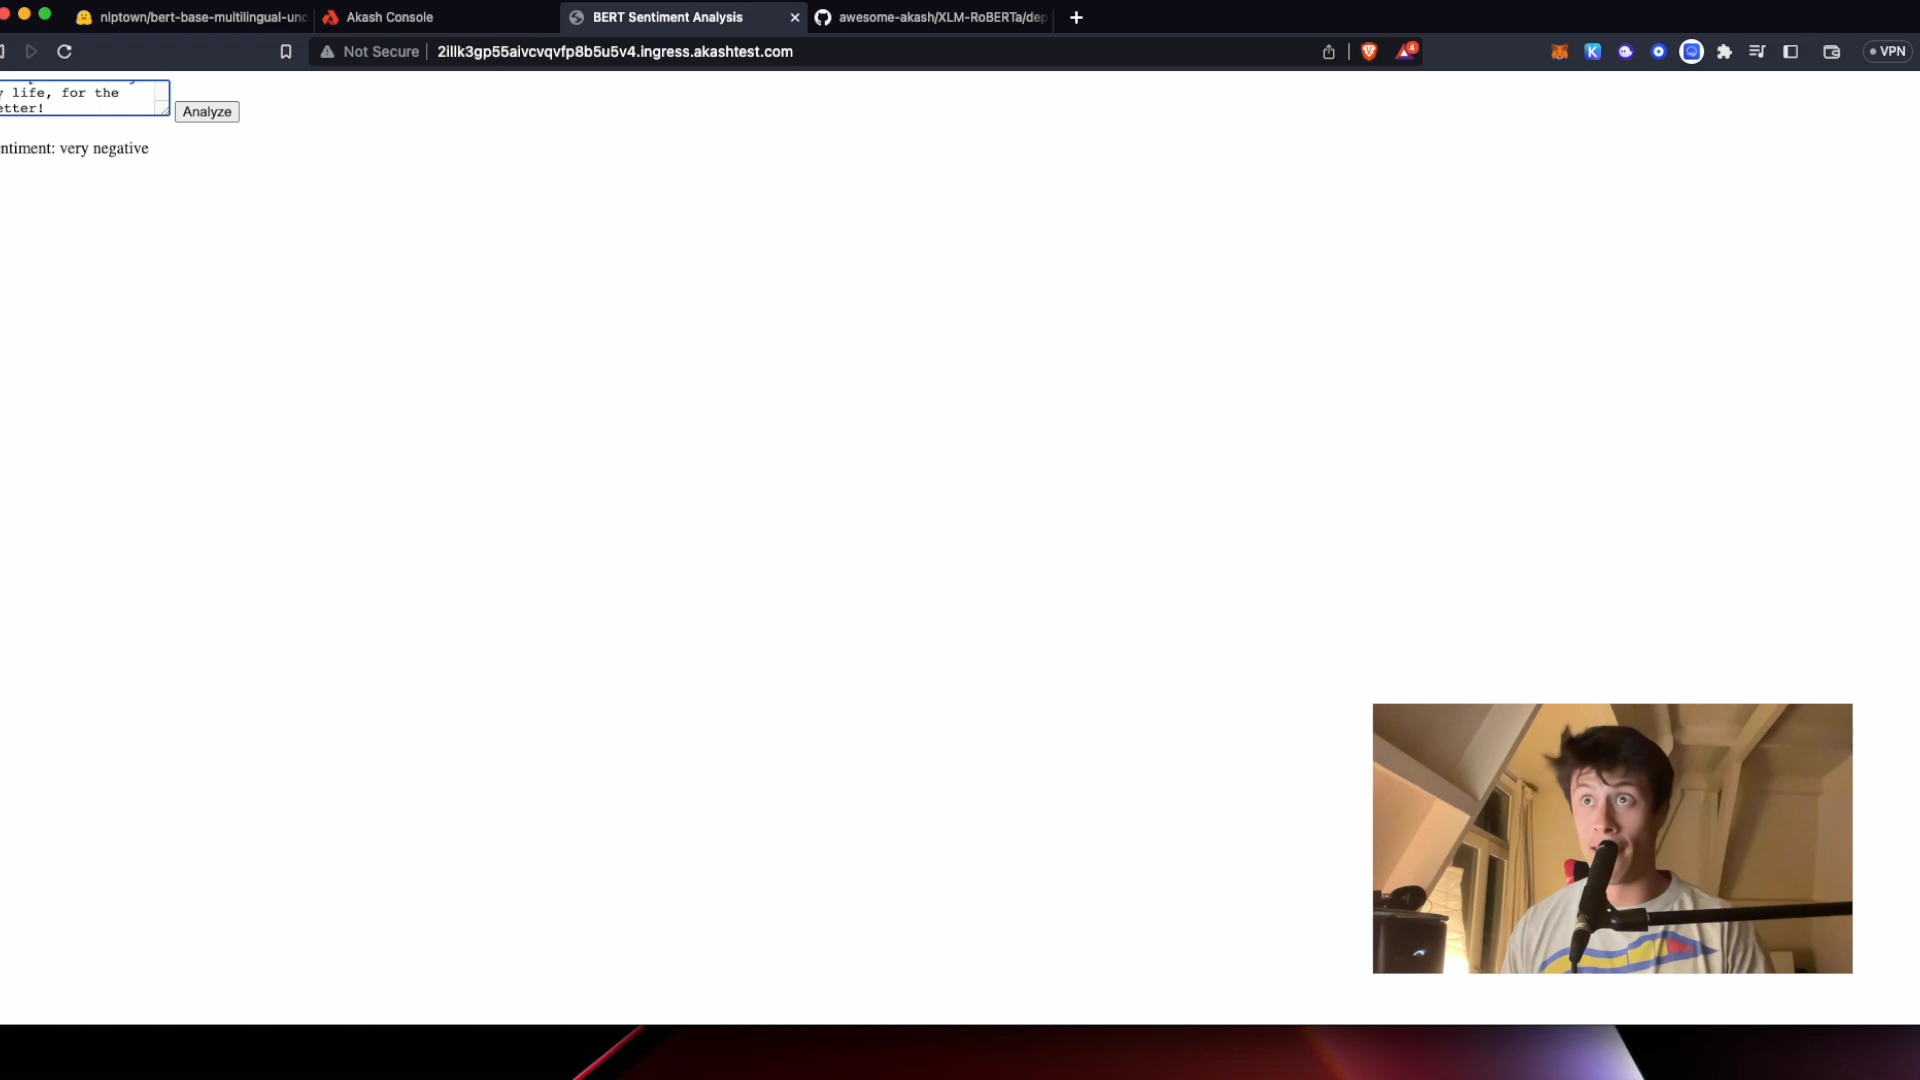 nlptown/bert-base-multilingual-unc
Akash Console
BERT Sentiment Analysis
awesome-akash/XLM-RoBERTa/dep
Not Secure
2illk3gp55aivcvqvfp8b5u5v4.ingress.akashtest.com
4
VPN
y life, for the
etter!
Analyze
ntiment: very negative